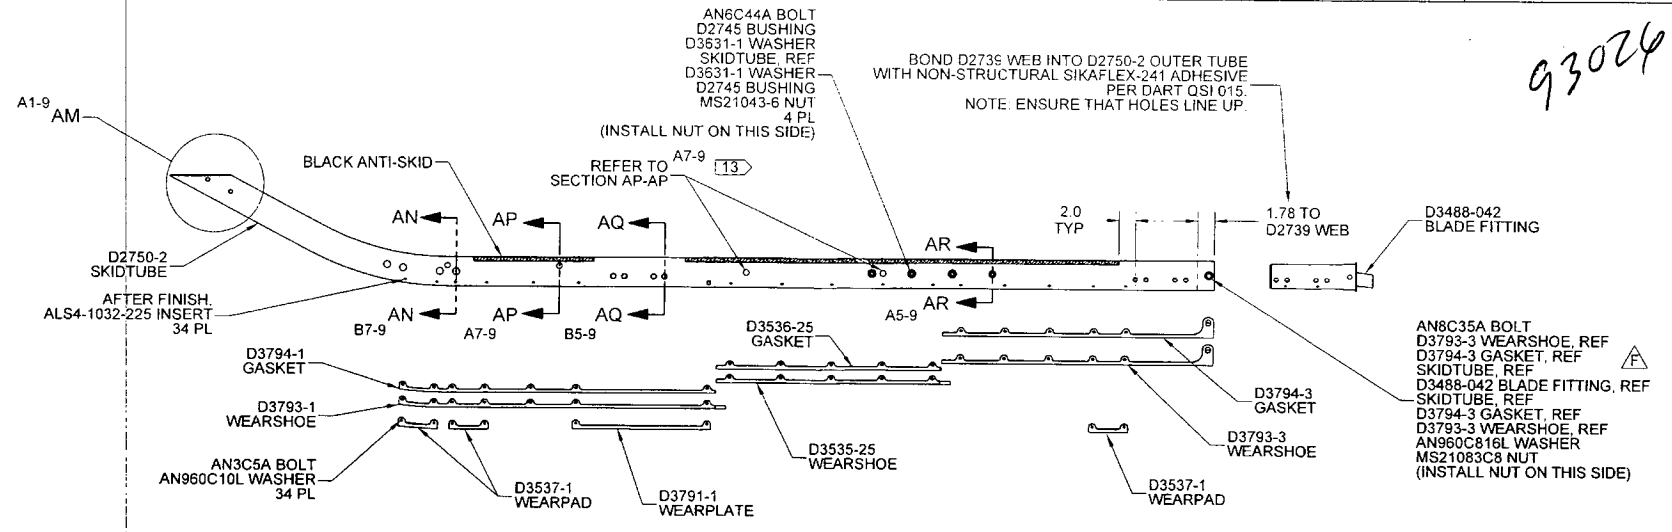 AN6C44A BOLT
D2745 BUSHING
D3631-1 WASHER
SKIDTUBE, REF
D3631-1 WASHER
D2745 BUSHING
MS21043-6 NUT
4 PL
(INSTALL NUT ON THIS SIDE)
BOND D2739 WEB INTO D2750-2 OUTER TUBE
WITH NON-STRUCTURAL SIKAFLEX-241 ADHESIVE
PER DART QSI 015.
NOTE: ENSURE THAT HOLES LINE UP.
93026
A1-9
AM
BLACK ANTI-SKID
REFER TO
SECTION AP-AP
A7-9
13
AN
AP
AQ
AR
2.0
TYP
1.78 TO
D2739 WEB
D3488-042
BLADE FITTING
D2750-2
SKIDTUBE
AFTER FINISH.
ALS4-1032-225 INSERT
34 PL
B7-9
AN
A7-9
AP
B5-9
AQ
AR
A5-9
D3794-1
GASKET
D3793-1
WEARSHOE
AN3C5A BOLT
AN960C10L WASHER
34 PL
D3537-1
WEARPAD
D3791-1
WEARPLATE
D3536-25
GASKET
D3535-25
WEARSHOE
D3794-3
GASKET
D3793-3
WEARSHOE
D3537-1
WEARPAD
AN8C35A BOLT
D3793-3 WEARSHOE, REF
D3794-3 GASKET, REF
SKIDTUBE, REF
D3488-042 BLADE FITTING, REF
SKIDTUBE, REF
D3794-3 GASKET, REF
D3793-3 WEARSHOE, REF
AN960C816L WASHER
MS21083C8 NUT
(INSTALL NUT ON THIS SIDE)
F